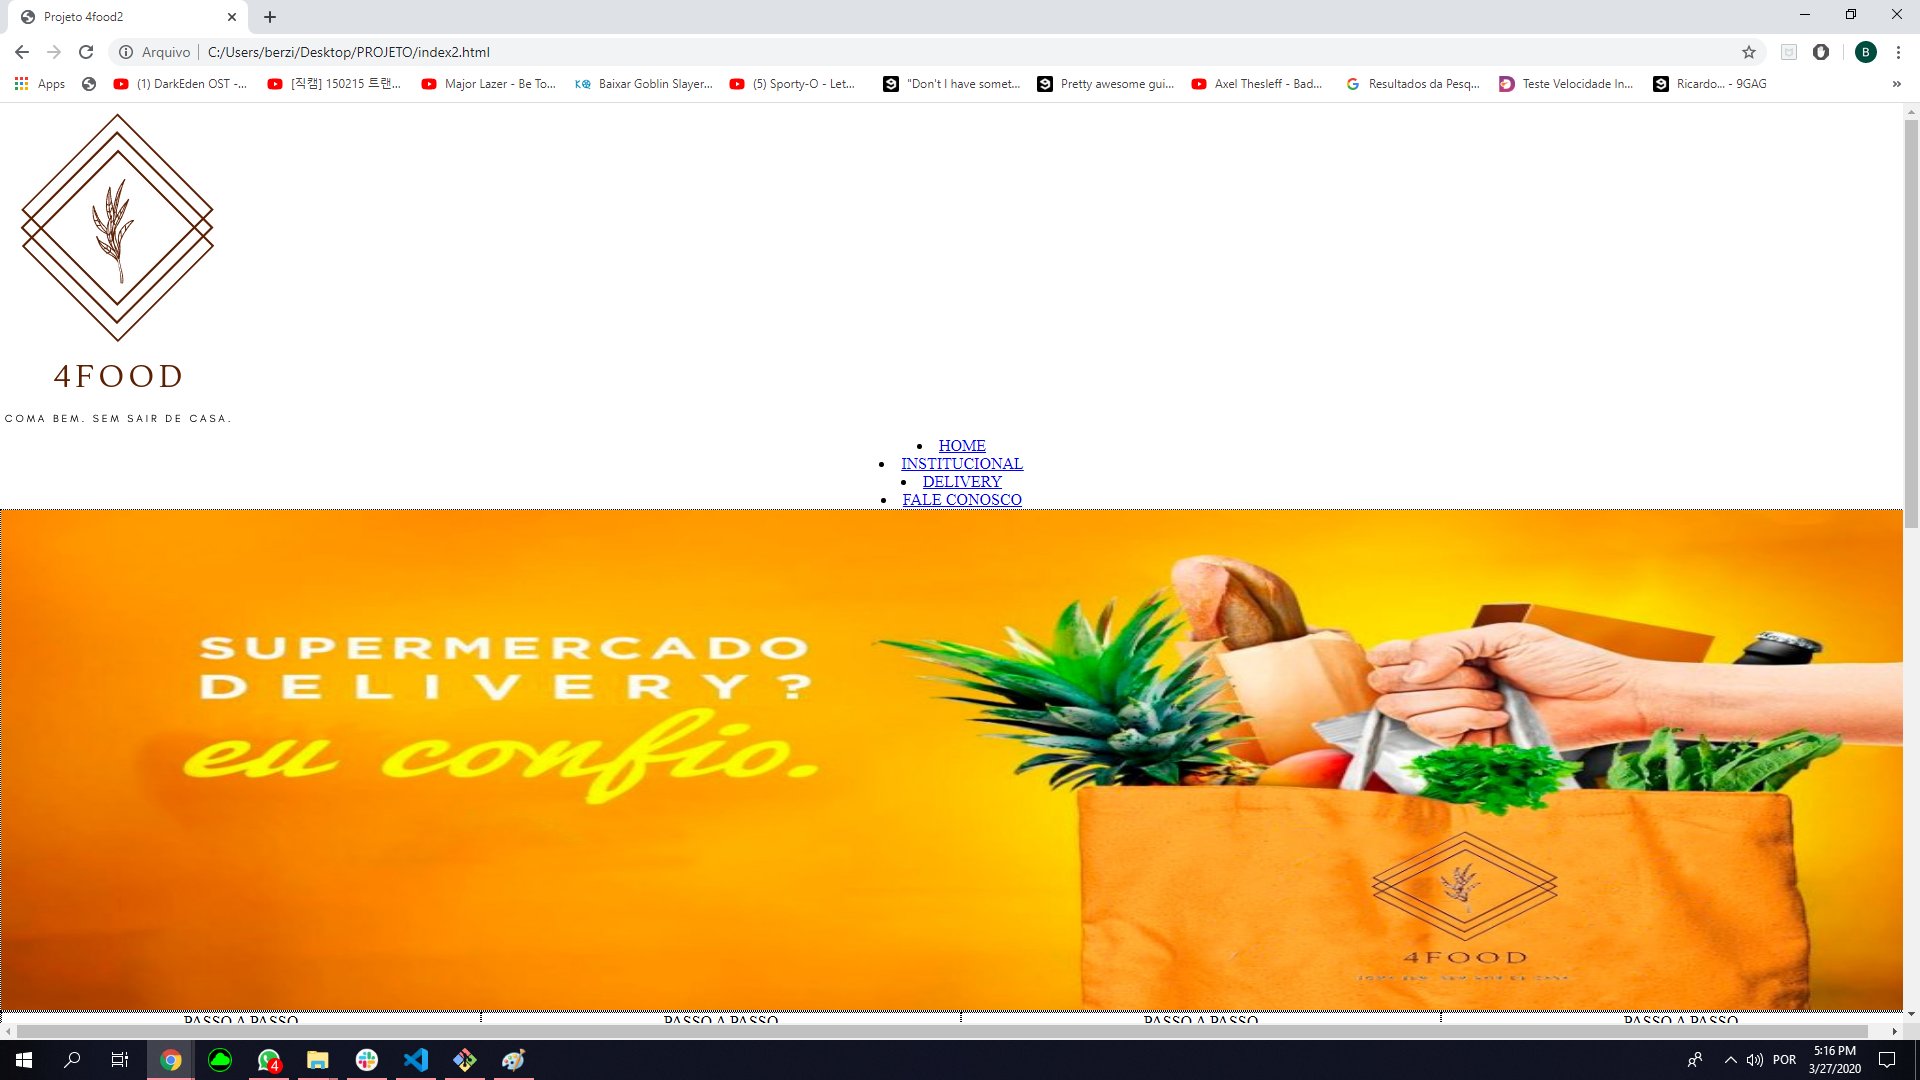 Projeto 4food2
Arquivo C:/Users/berzi/Desktop/PROJETO/index2.html
B
Apps (1) DarkEden OST -... [직캠] 150215 트랜... Major Lazer - Be To... Baixar Goblin Slayer... (5) Sporty-O - Let... "Don't I have somet... Pretty awesome gui... Axel Thesleff - Bad... Resultados da Pesq... Teste Velocidade In... Ricardo... - 9GAG »
4FOOD
COMA BEM. SEM SAIR DE CASA.
HOME
INSTITUCIONAL
DELIVERY
FALE CONOSCO
SUPERMERCADO
DELIVERY?
eu confio.
4FOOD
PASSO A PASSO PASSO A PASSO PASSO A PASSO PASSO A PASSO
4
POR
5:16 PM
3/27/2020